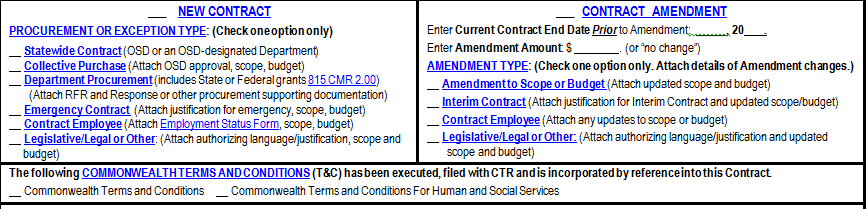 ___ NEW CONTRACT
PROCUREMENT OR EXCEPTION TYPE: (Check one option only)
__ Statewide Contract (OSD or an OSD-designated Department)
__ Collective Purchase (Attach OSD approval, scope, budget)
__ Department Procurement (includes State or Federal grants 815 CMR 2.00)
(Attach RFR and Response or other procurement supporting documentation)
__ Emergency Contract (Attach justification for emergency, scope, budget)
__ Contract Employee (Attach Employment Status Form, scope, budget)
__ Legislative/Legal or Other: (Attach authorizing language/justification, scope and
budget)
___ CONTRACT AMENDMENT
Enter Current Contract End Date Prior to Amendment: ________, 20____.
Enter Amendment Amount: $ ________. (or “no change”)
AMENDMENT TYPE: (Check one option only. Attach details of Amendment changes.)
__ Amendment to Scope or Budget (Attach updated scope and budget)
__ Interim Contract (Attach justification for Interim Contract and updated scope/budget)
__ Contract Employee (Attach any updates to scope or budget)
__ Legislative/Legal or Other: (Attach authorizing language/justification and updated
scope and budget)
The following COMMONWEALTH TERMS AND CONDITIONS (T&C) has been executed, filed with CTR and is incorporated by reference into this Contract.
__ Commonwealth Terms and Conditions __ Commonwealth Terms and Conditions For Human and Social Services